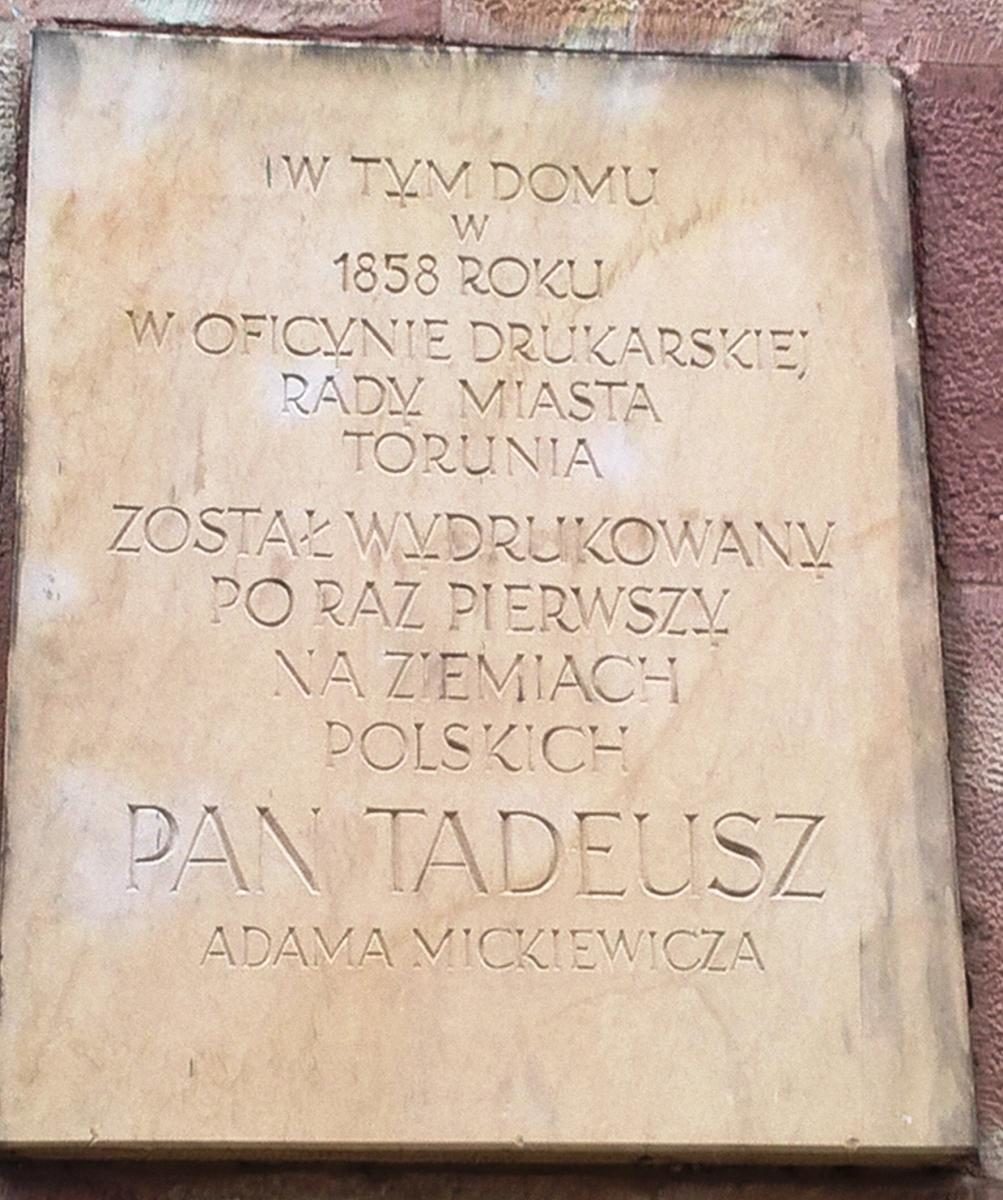 W TYM DOMU
W
1858 ROKU
W OFICYNIE DRUKARSKIEJ
RADY MIASTA
TORUNIA
ZOSTAŁ WYDRUKOWANY
PO RAZ PIERWSZY
NA ZIEMIACH
POLSKICH
PAN TADEUSZ
ADAMA MICKIEWICZA